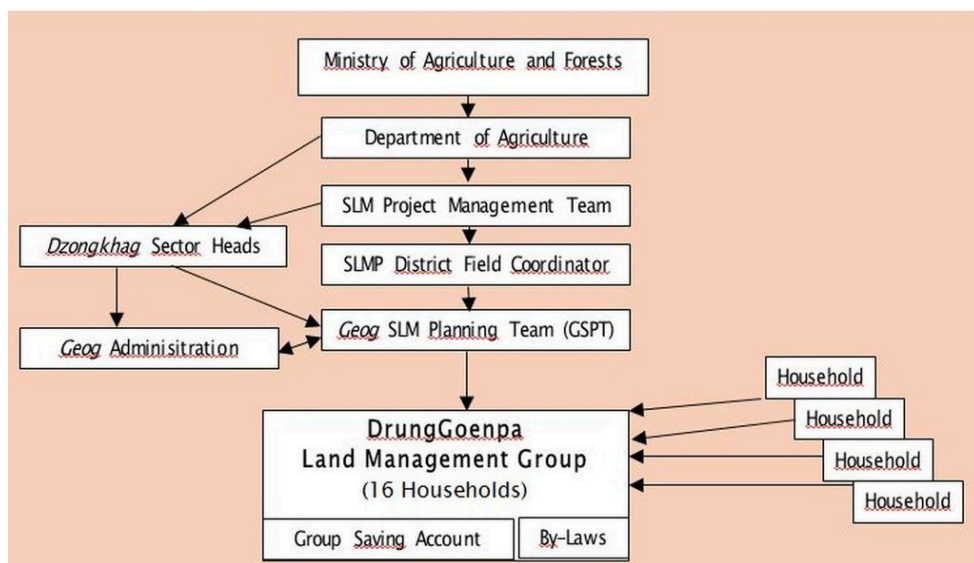 Ministry of Agriculture and Forests
Department of Agriculture
SLM Project Management Team
Dzongkhag Sector Heads
SLMP District Field Coordinator
Geog SLM Planning Team (GSPT)
Geog Adminisitration
Household
Household
Household
Household
DrungGoenpa
Land Management Group
(16 Households)
Group Saving Account
By-Laws